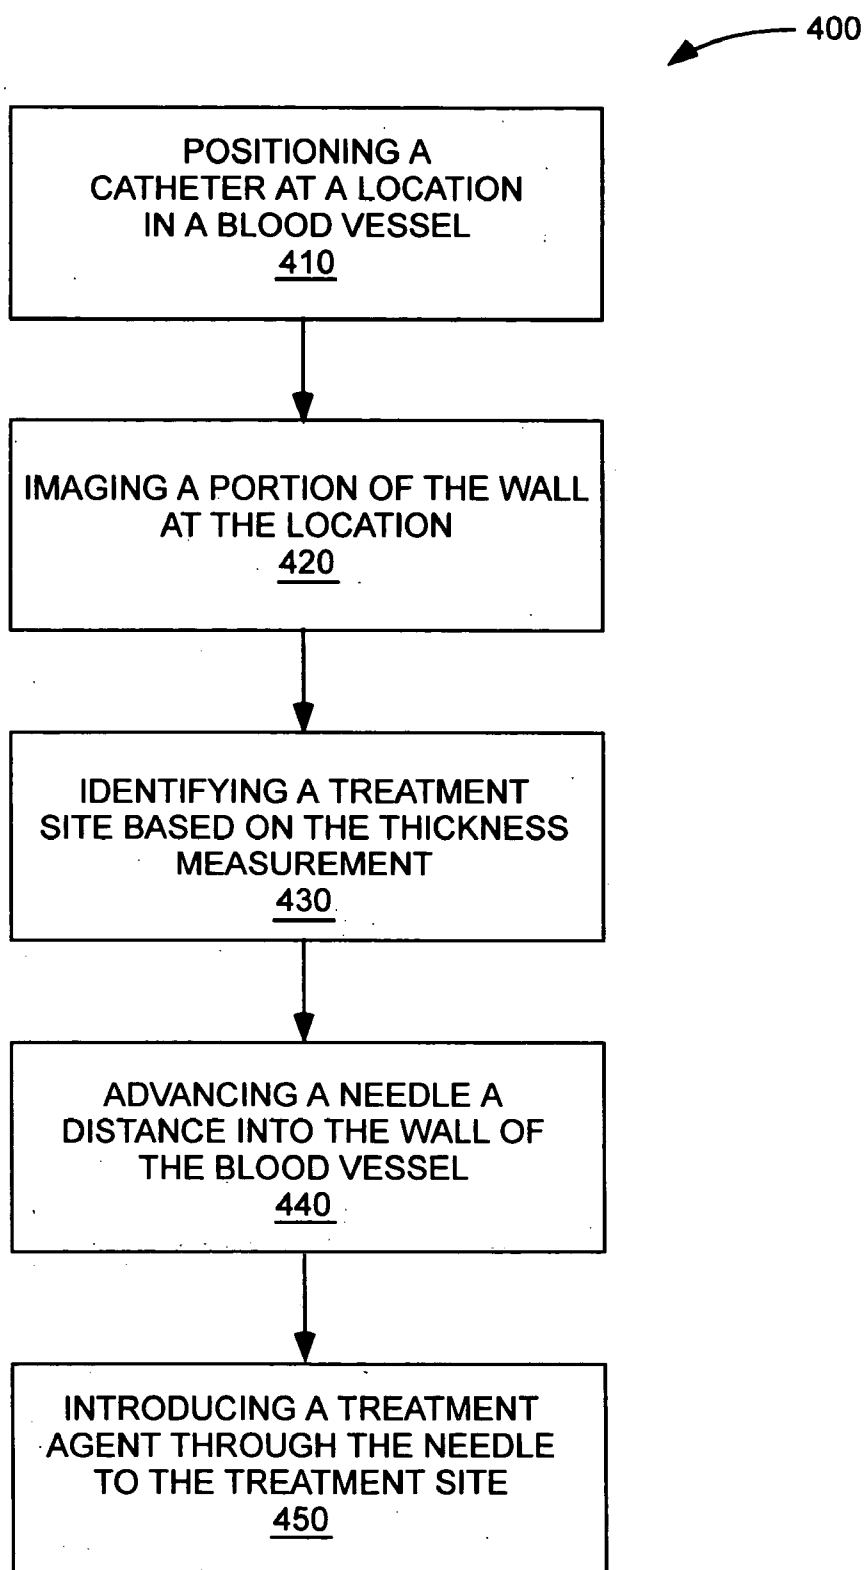 400
POSITIONING A
CATHETER AT A LOCATION
IN A BLOOD VESSEL
410
IMAGING A PORTION OF THE WALL
AT THE LOCATION
420
IDENTIFYING A TREATMENT
SITE BASED ON THE THICKNESS
MEASUREMENT
430
ADVANCING A NEEDLE A
DISTANCE INTO THE WALL OF
THE BLOOD VESSEL
440
INTRODUCING A TREATMENT
AGENT THROUGH THE NEEDLE
TO THE TREATMENT SITE
450